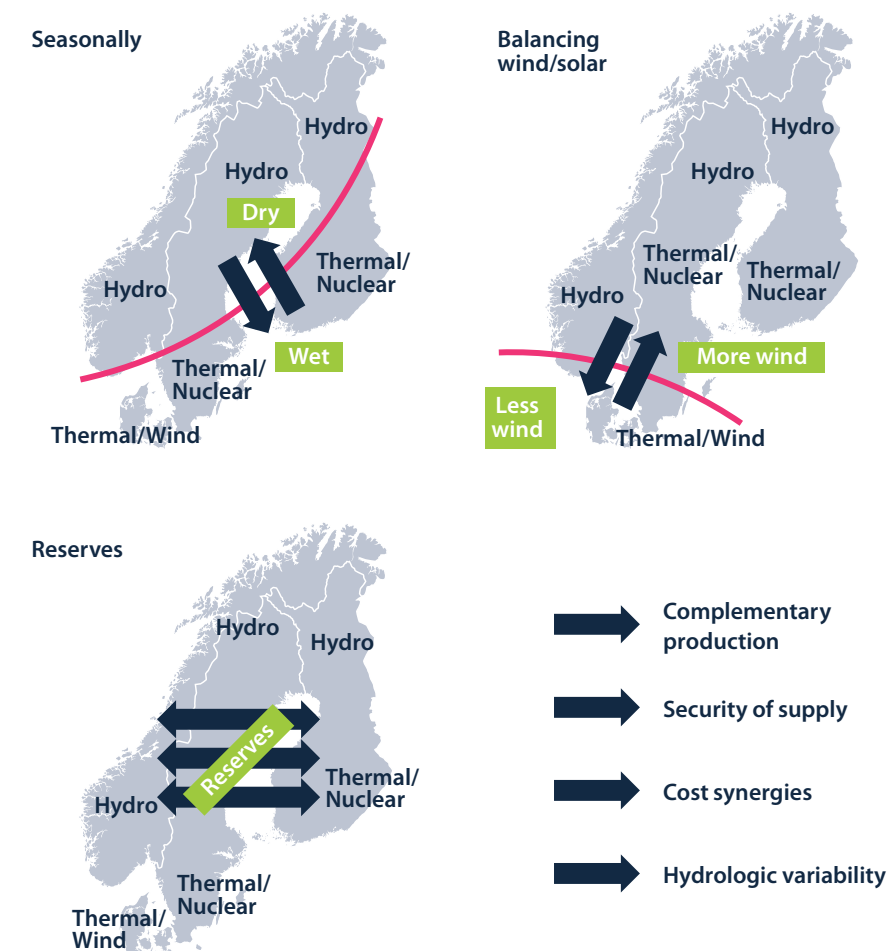 Seasonally
Hydro
Hydro
Dry
Thermal/
Nuclear
Hydro
Wet
Thermal/
Nuclear
Thermal/Wind
Balancing
wind/solar
Hydro
Hydro
Thermal/
Nuclear
Thermal/
Nuclear
Hydro
More wind
Less
wind
Thermal/Wind
Reserves
Hydro
Hydro
Reserves
Thermal/
Nuclear
Hydro
Thermal/
Nuclear
Thermal/
Wind
Complementary
production
Security of supply
Cost synergies
Hydrologic variability